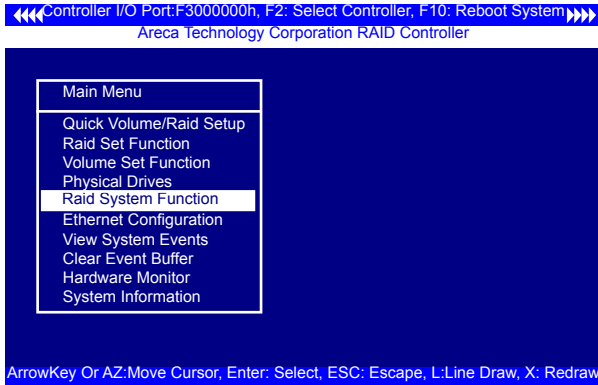 Controller I/O Port:F3000000h, F2: Select Controller, F10: Reboot System
Areca Technology Corporation RAID Controller
Main Menu
Quick Volume/Raid Setup
Raid Set Function
Volume Set Function
Physical Drives
Raid System Function
Ethernet Configuration
View System Events
Clear Event Buffer
Hardware Monitor
System Information
ArrowKey Or AZ:Move Cursor, Enter: Select, ESC: Escape, L:Line Draw, X: Redraw